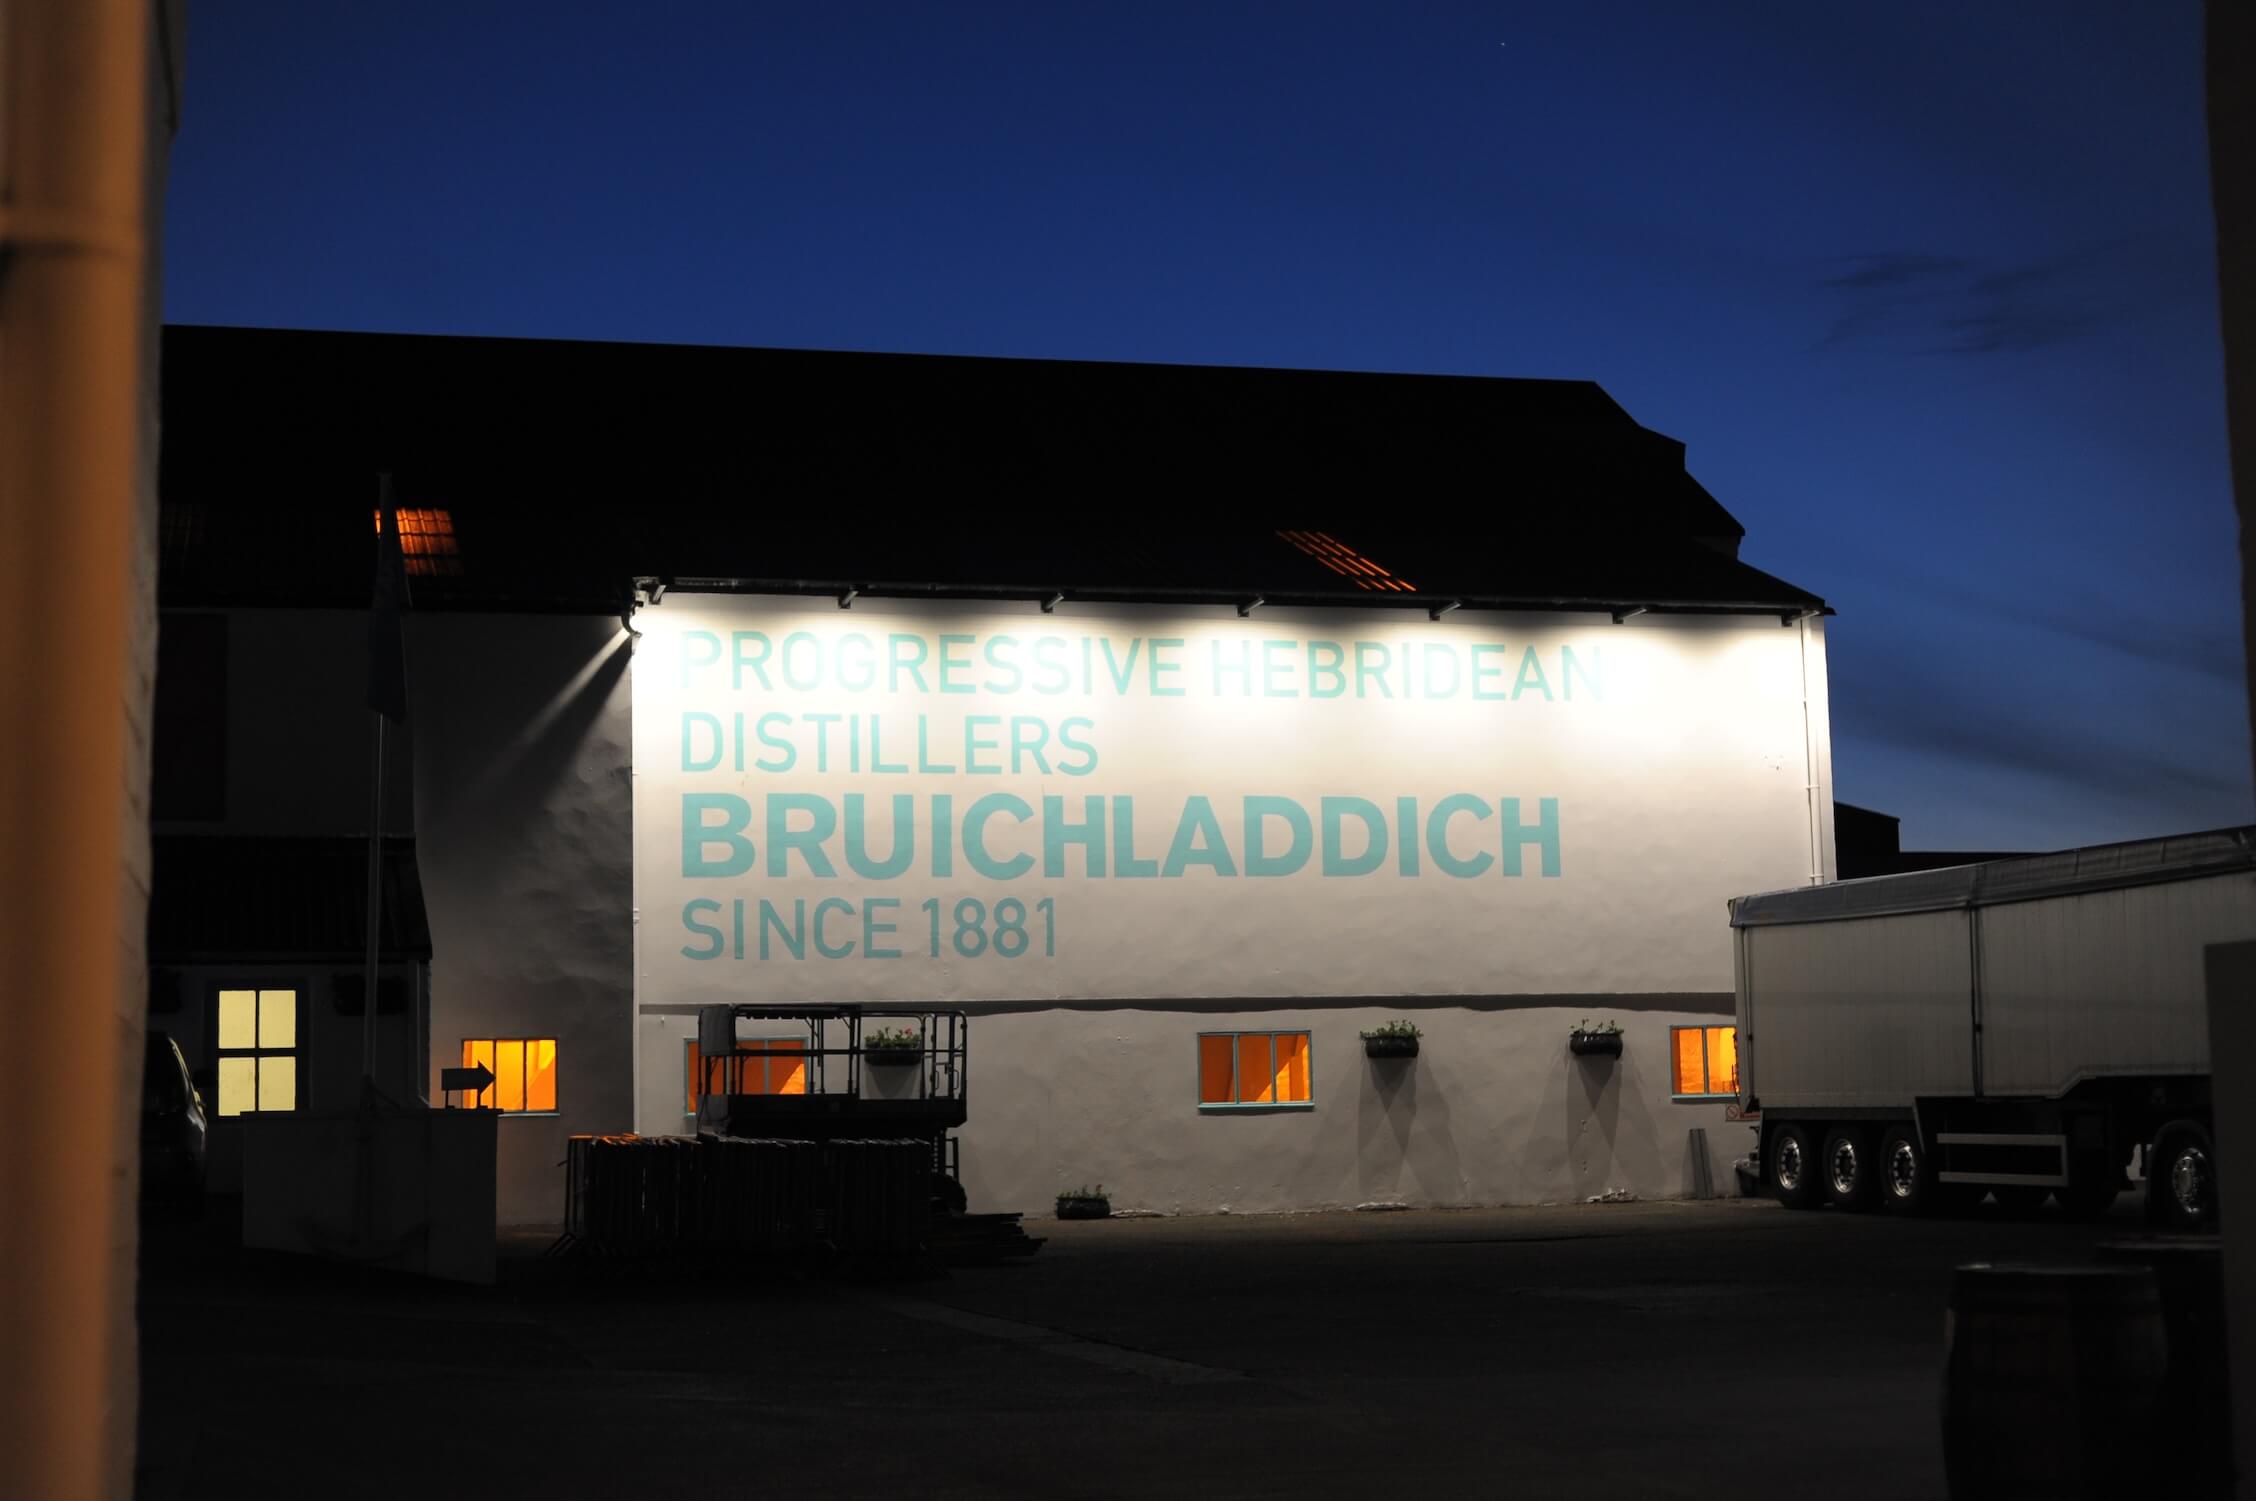 PROGRESSIVE HEBRIDEAN
DISTILLERS
BRUICHLADDICH
SINCE 1881